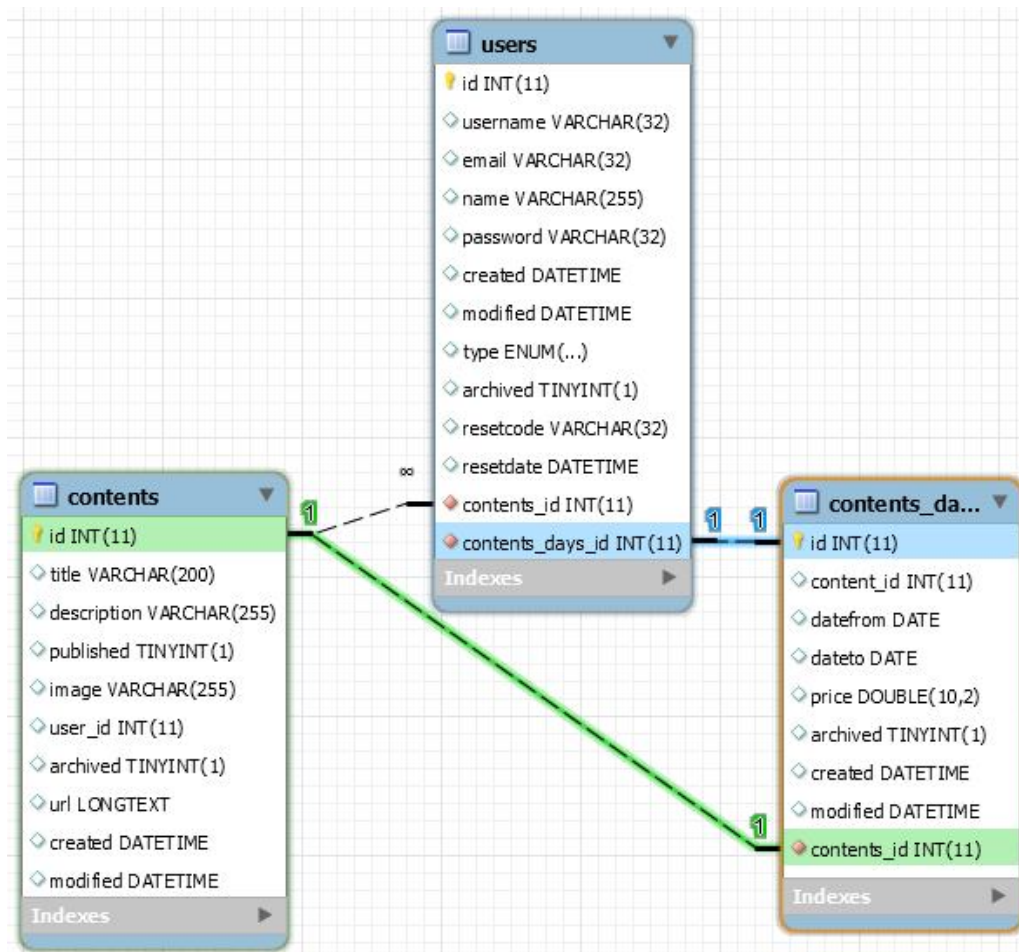 users
id INT(11)
username VARCHAR(32)
email VARCHAR(32)
name VARCHAR(255)
password VARCHAR(32)
created DATETIME
modified DATETIME
type ENUM(...)
archived TINYINT(1)
resetcode VARCHAR(32)
resetdate DATETIME
contents_id INT(11)
contents_days_id INT(11)
Indexes
∞
1
1
1
1
contents
id INT(11)
title VARCHAR(200)
description VARCHAR(255)
published TINYINT(1)
image VARCHAR(255)
user_id INT(11)
archived TINYINT(1)
url LONGTEXT
created DATETIME
modified DATETIME
Indexes
contents_da...
id INT(11)
content_id INT(11)
datefrom DATE
dateto DATE
price DOUBLE(10,2)
archived TINYINT(1)
created DATETIME
modified DATETIME
contents_id INT(11)
Indexes